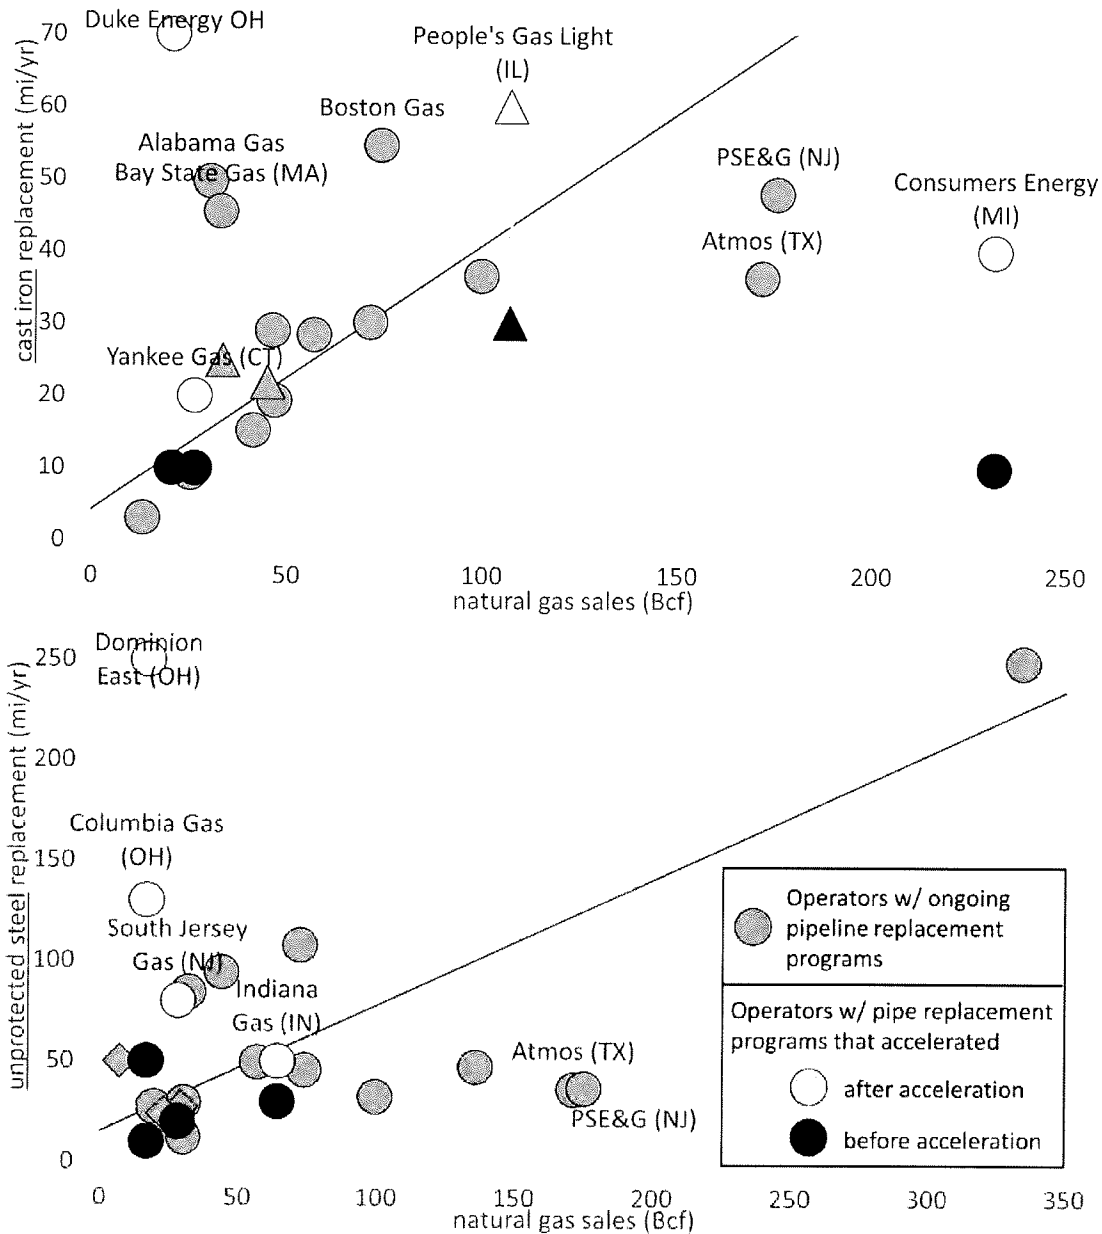 Duke Energy OH
People's Gas Light
(IL)
Boston Gas
Alabama Gas
Bay State Gas (MA)
PSE&G (NJ)
Consumers Energy
(MI)
Atmos (TX)
Yankee Gas (CT)
cast iron replacement (mi/yr)
70
60
50
40
30
20
10
0
0 50 100 150 200 250
natural gas sales (Bcf)
Dominion
East (OH)
Columbia Gas
(OH)
South Jersey
Gas (NJ)
Indiana
Gas (IN)
Atmos (TX)
PSE&G (NJ)
unprotected steel replacement (mi/yr)
250
200
150
100
50
0
0 50 100 150 200 250 300 350
natural gas sales (Bcf)
Operators w/ ongoing
pipeline replacement
programs
Operators w/ pipe replacement
programs that accelerated
after acceleration
before acceleration